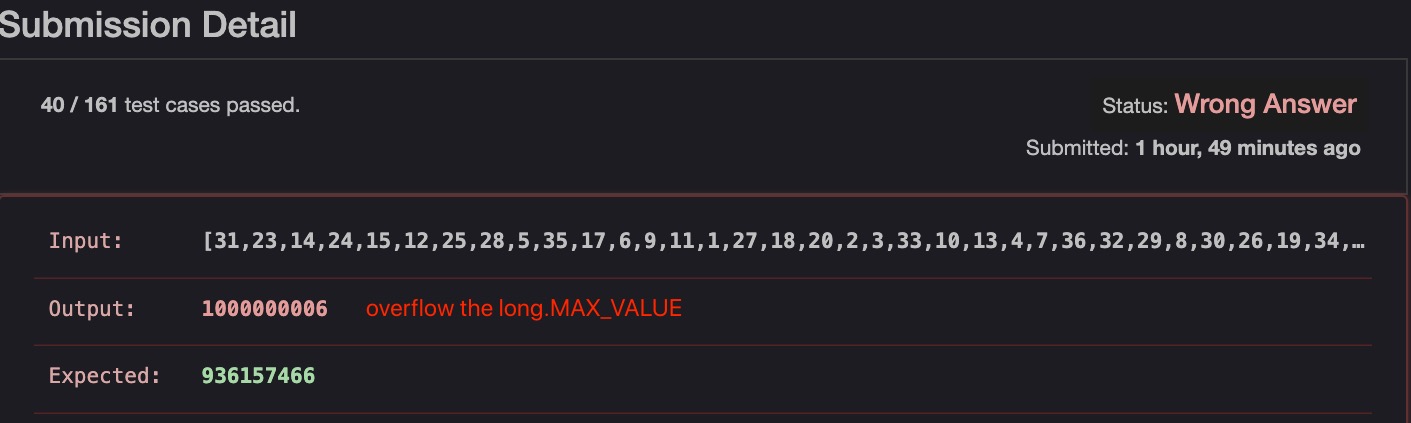 Submission Detail
40 / 161 test cases passed.
Status: Wrong Answer
Submitted: 1 hour, 49 minutes ago
Input: [31,23,14,24,15,12,25,28,5,35,17,6,9,11,1,27,18,20,2,3,33,10,13,4,7,36,32,29,8,30,26,19,34,…
Output: 1000000006 overflow the long.MAX_VALUE
Expected: 936157466